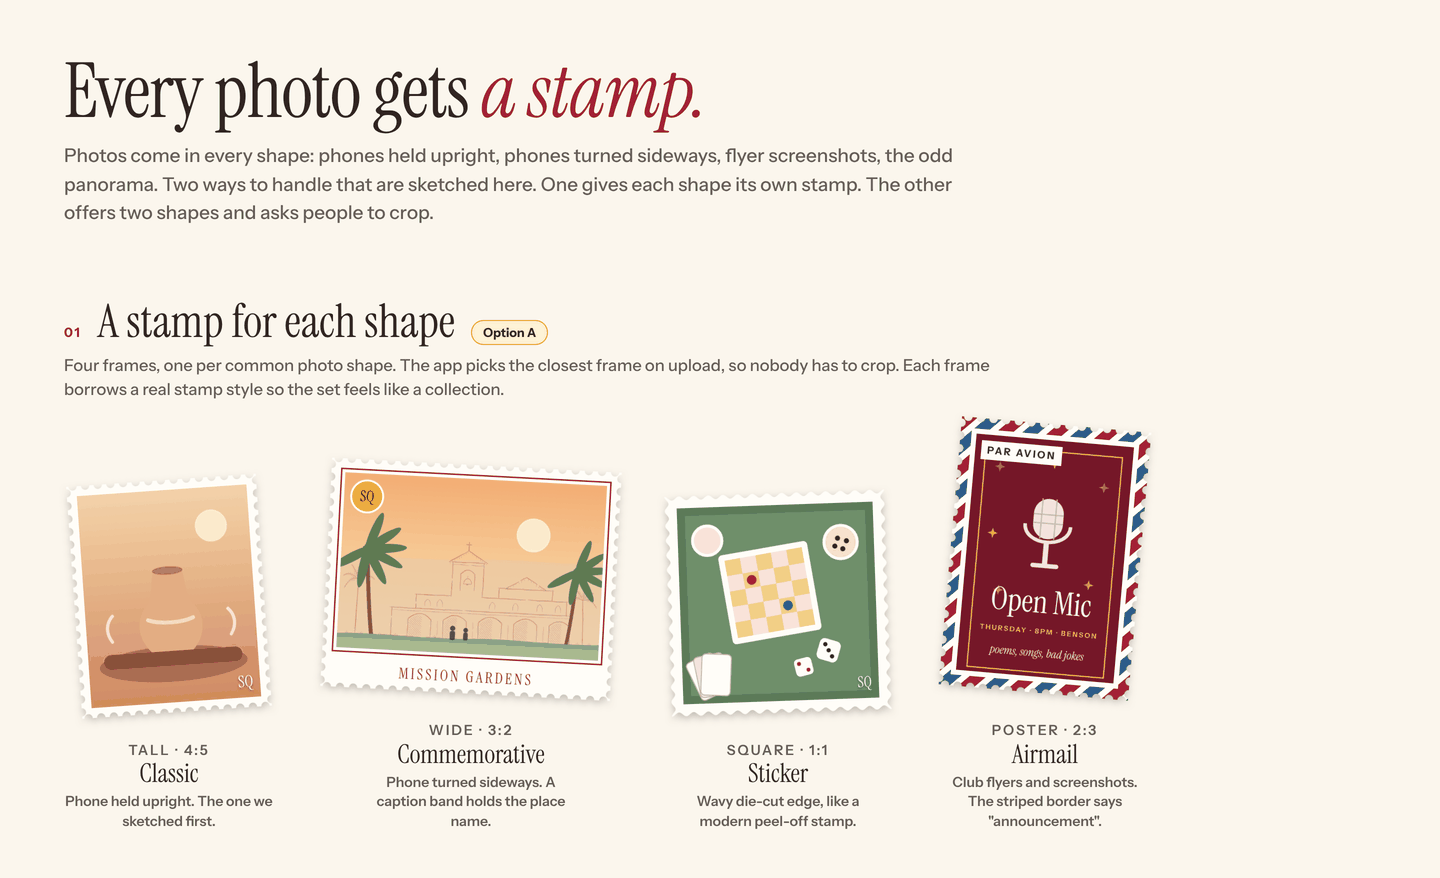 Every photo gets a stamp.
Photos come in every shape: phones held upright, phones turned sideways, flyer screenshots, the odd
panorama. Two ways to handle that are sketched here. One gives each shape its own stamp. The other
offers two shapes and asks people to crop.
01 A stamp for each shape Option A
Four frames, one per common photo shape. The app picks the closest frame on upload, so nobody has to crop. Each frame
borrows a real stamp style so the set feels like a collection.
SQ
TALL · 4:5
Classic
Phone held upright. The one we
sketched first.
SQ
MISSION GARDENS
WIDE · 3:2
Commemorative
Phone turned sideways. A
caption band holds the place
name.
SQ
SQUARE · 1:1
Sticker
Wavy die-cut edge, like a
modern peel-off stamp.
PAR AVION
Open Mic
THURSDAY · 8PM · BENSON
poems, songs, bad jokes
POSTER · 2:3
Airmail
Club flyers and screenshots.
The striped border says
"announcement".